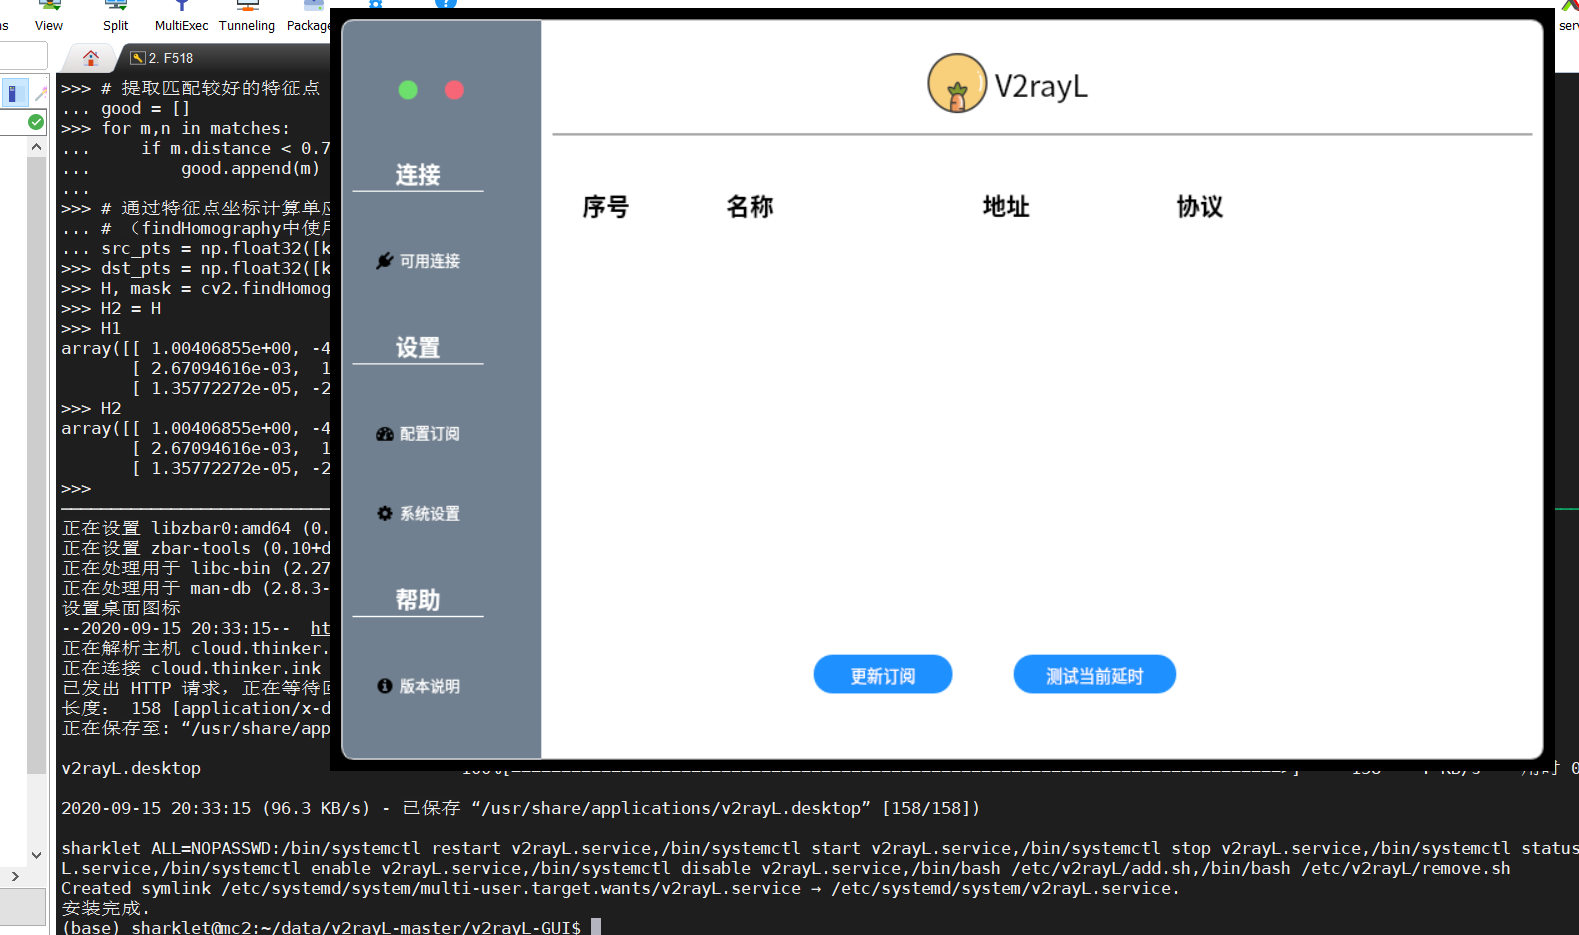 View Split MultiExec Tunneling Package
2. F518
>>> # 提取匹配较好的特征点
... good = []
>>> for m,n in matches:
...     if m.distance < 0.7
...         good.append(m)
...
>>> # 通过特征点坐标计算单应
... # （findHomography中使用
... src_pts = np.float32([k
>>> dst_pts = np.float32([k
>>> H, mask = cv2.findHomog
>>> H2 = H
>>> H1
array([[ 1.00406855e+00, -4
       [ 2.67094616e-03,  1
       [ 1.35772272e-05, -2
>>> H2
array([[ 1.00406855e+00, -4
       [ 2.67094616e-03,  1
       [ 1.35772272e-05, -2
>>>
正在设置 libzbar0:amd64 (0.
正在设置 zbar-tools (0.10+d
正在处理用于 libc-bin (2.27
正在处理用于 man-db (2.8.3-
设置桌面图标
--2020-09-15 20:33:15--  ht
正在解析主机 cloud.thinker.
正在连接 cloud.thinker.ink
已发出 HTTP 请求，正在等待回
长度： 158 [application/x-d
正在保存至: “/usr/share/app
v2rayL.desktop
2020-09-15 20:33:15 (96.3 KB/s) - 已保存 “/usr/share/applications/v2rayL.desktop” [158/158])
sharklet ALL=NOPASSWD:/bin/systemctl restart v2rayL.service,/bin/systemctl start v2rayL.service,/bin/systemctl stop v2rayL.service,/bin/systemctl status
L.service,/bin/systemctl enable v2rayL.service,/bin/systemctl disable v2rayL.service,/bin/bash /etc/v2rayL/add.sh,/bin/bash /etc/v2rayL/remove.sh
Created symlink /etc/systemd/system/multi-user.target.wants/v2rayL.service → /etc/systemd/system/v2rayL.service.
安装完成.
(base) sharklet@mc2:~/data/v2rayL-master/v2rayL-GUI$
连接
可用连接
设置
配置订阅
系统设置
帮助
版本说明
V2rayL
序号 名称 地址 协议
更新订阅 测试当前延时